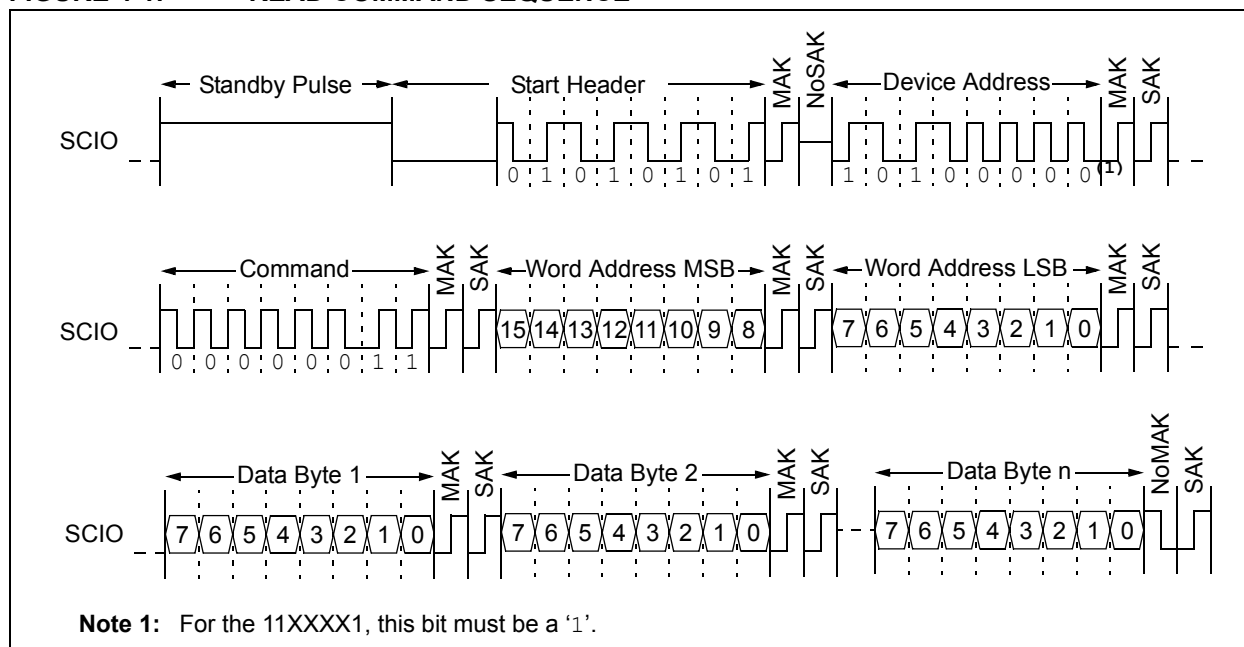 FIGURE 4-1: READ COMMAND SEQUENCE
Standby Pulse Start Header MAK NoSAK Device Address MAK SAK
SCIO
0 1 0 1 0 1 0 1 1 0 1 0 0 0 0 0(1)
Command MAK SAK Word Address MSB MAK SAK Word Address LSB MAK SAK
SCIO 15 14 13 12 11 10 9 8 7 6 5 4 3 2 1 0
0 0 0 0 0 0 1 1
Data Byte 1 MAK SAK Data Byte 2 MAK SAK Data Byte n NoMAK SAK
SCIO 7 6 5 4 3 2 1 0 7 6 5 4 3 2 1 0 7 6 5 4 3 2 1 0
Note 1: For the 11XXXX1, this bit must be a ‘1’.